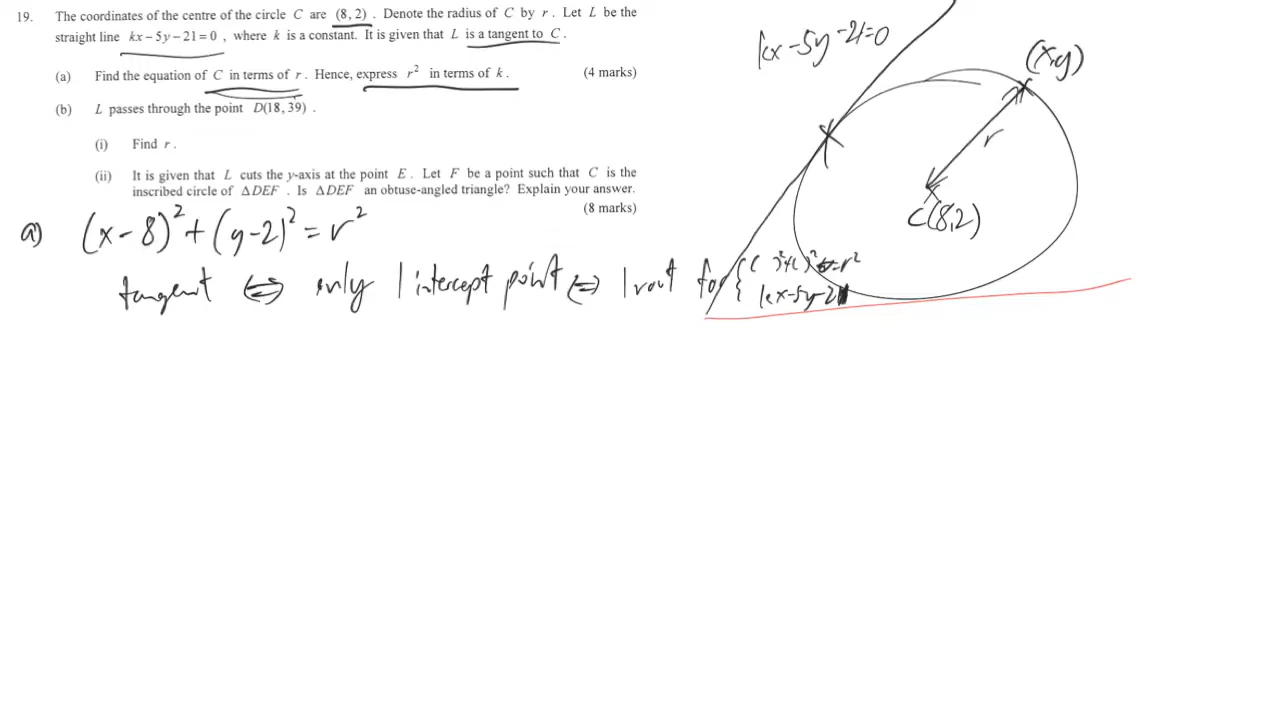 19. The coordinates of the centre of the circle C are (8, 2) . Denote the radius of C by r . Let L be the
straight line kx − 5y − 21 = 0 , where k is a constant. It is given that L is a tangent to C .
(a) Find the equation of C in terms of r . Hence, express r² in terms of k . (4 marks)
(b) L passes through the point D(18, 39) .
(i) Find r .
(ii) It is given that L cuts the y-axis at the point E . Let F be a point such that C is the
inscribed circle of ΔDEF . Is ΔDEF an obtuse-angled triangle? Explain your answer.
(8 marks)
kx-5y-21=0
(x,y)
r
C(8,2)
a) (x-8)²+(y-2)²=r²
tangent ⇔ only 1 intercept point ⇔ 1 root for { ( )²+( )²=r²
kx-5y-21